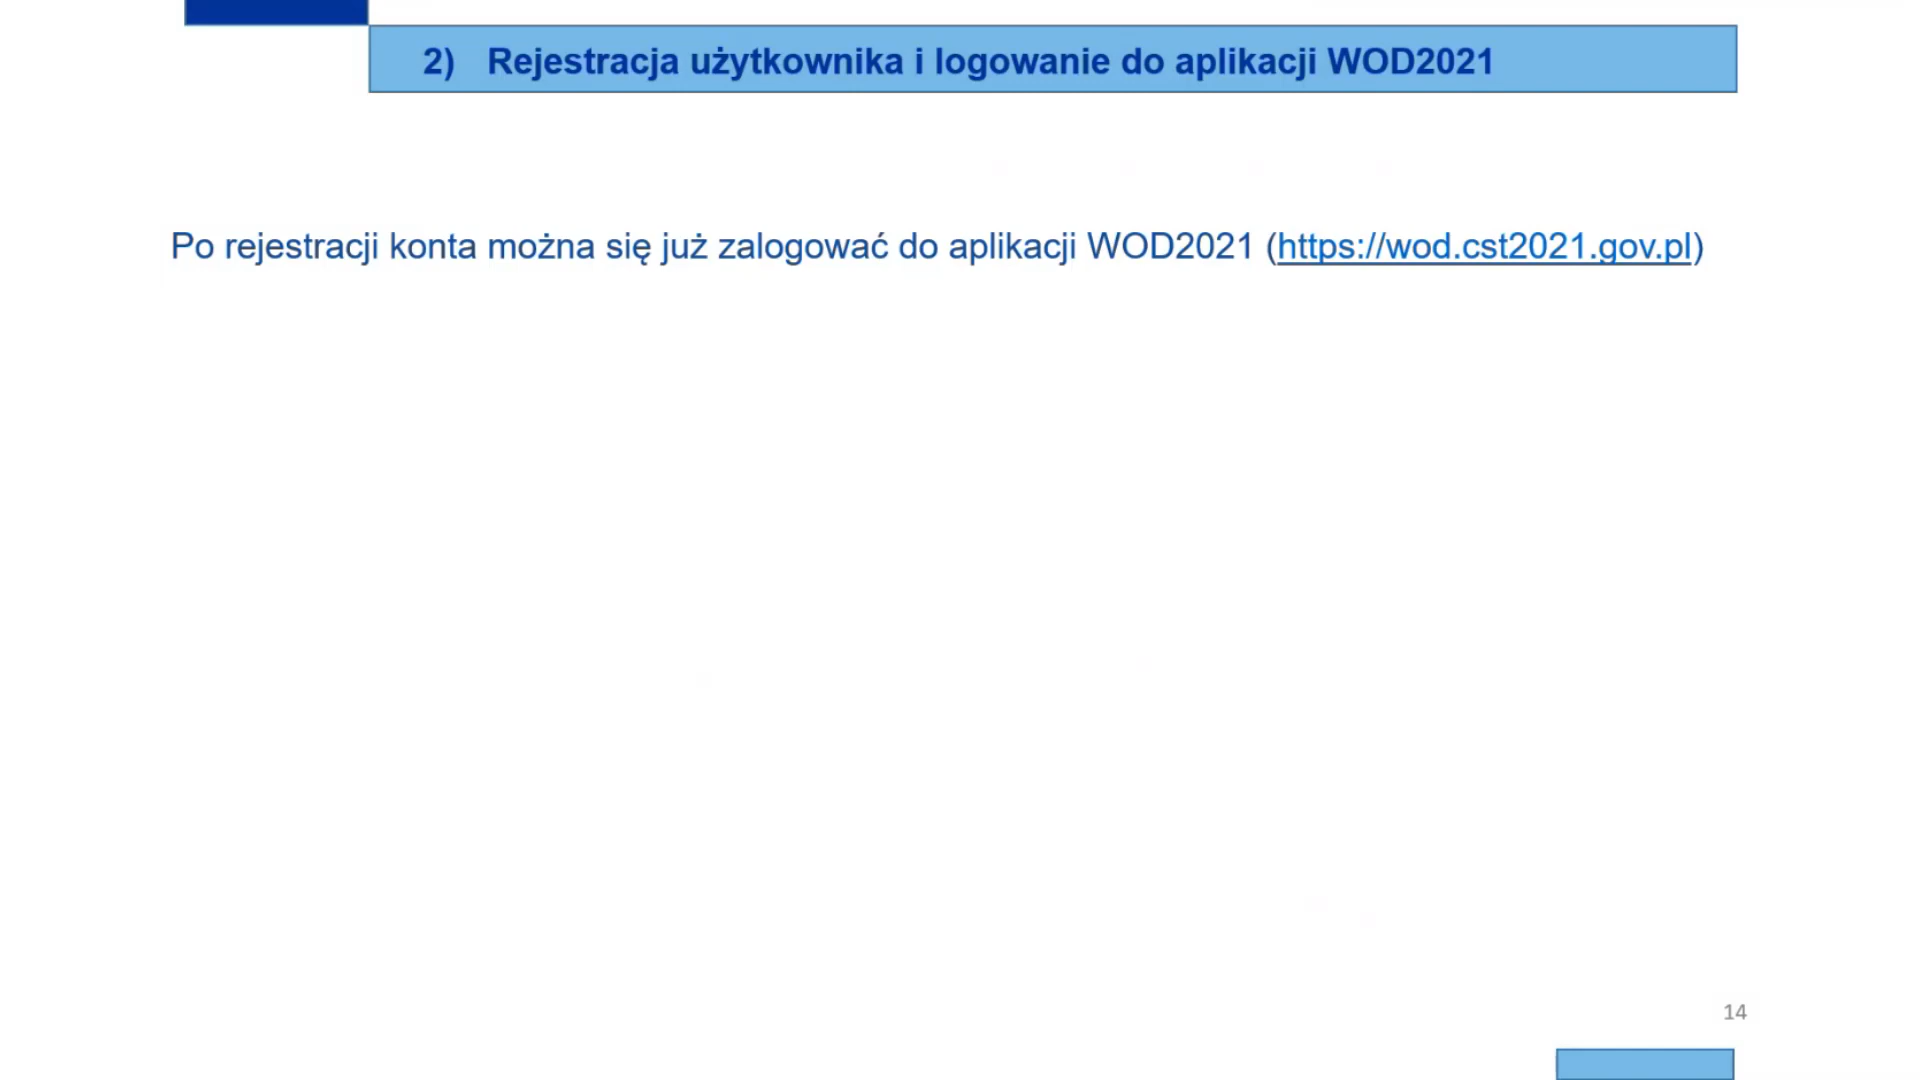 2) Rejestracja użytkownika i logowanie do aplikacji WOD2021
Po rejestracji konta można się już zalogować do aplikacji WOD2021 (https://wod.cst2021.gov.pl)
14